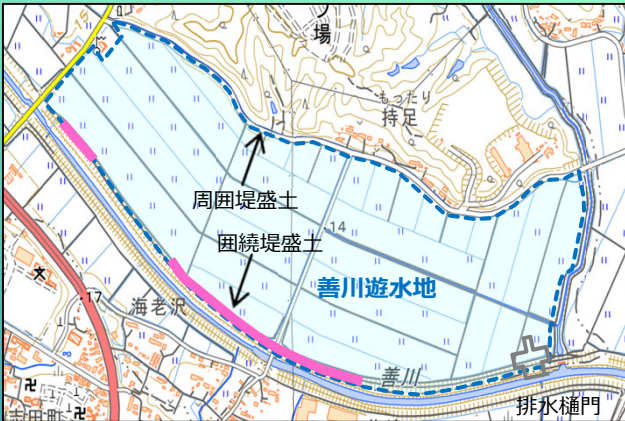 場
もったり
持足
周囲堤盛土
・14
囲繞堤盛土
善川遊水地
・17
海老沢
善川
排水樋門
志田町